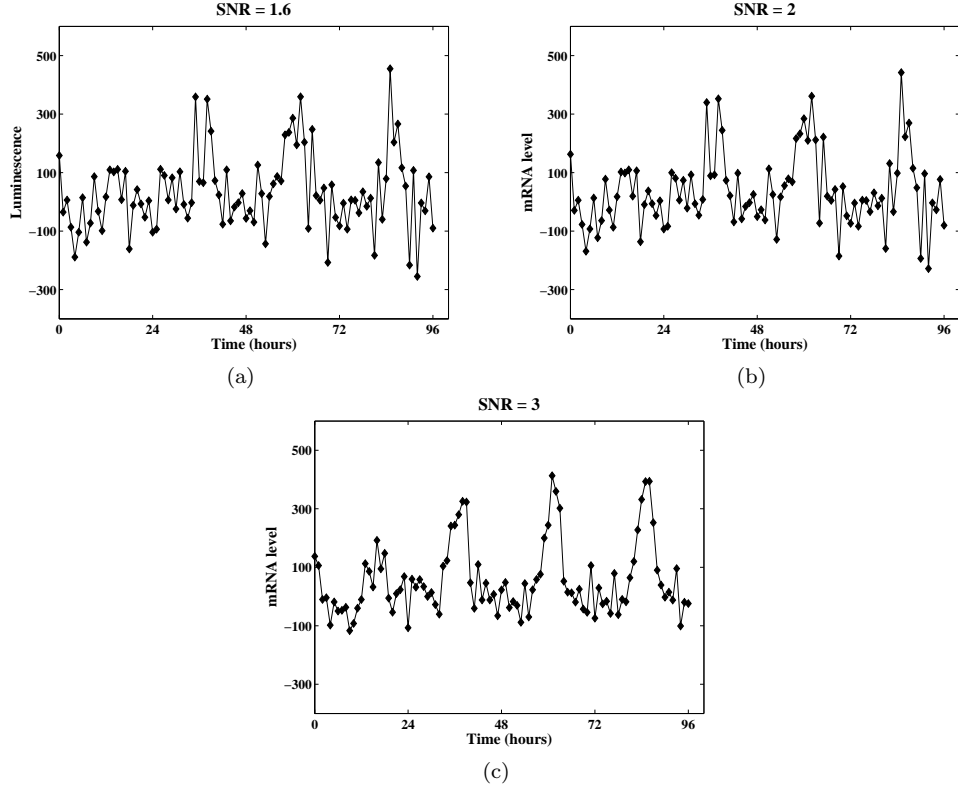 SNR = 1.6
500
300
100
−100
−300
Luminescence
0 24 48 72 96
Time (hours)
(a)
SNR = 2
500
300
100
−100
−300
mRNA level
0 24 48 72 96
Time (hours)
(b)
SNR = 3
500
300
100
−100
−300
mRNA level
0 24 48 72 96
Time (hours)
(c)